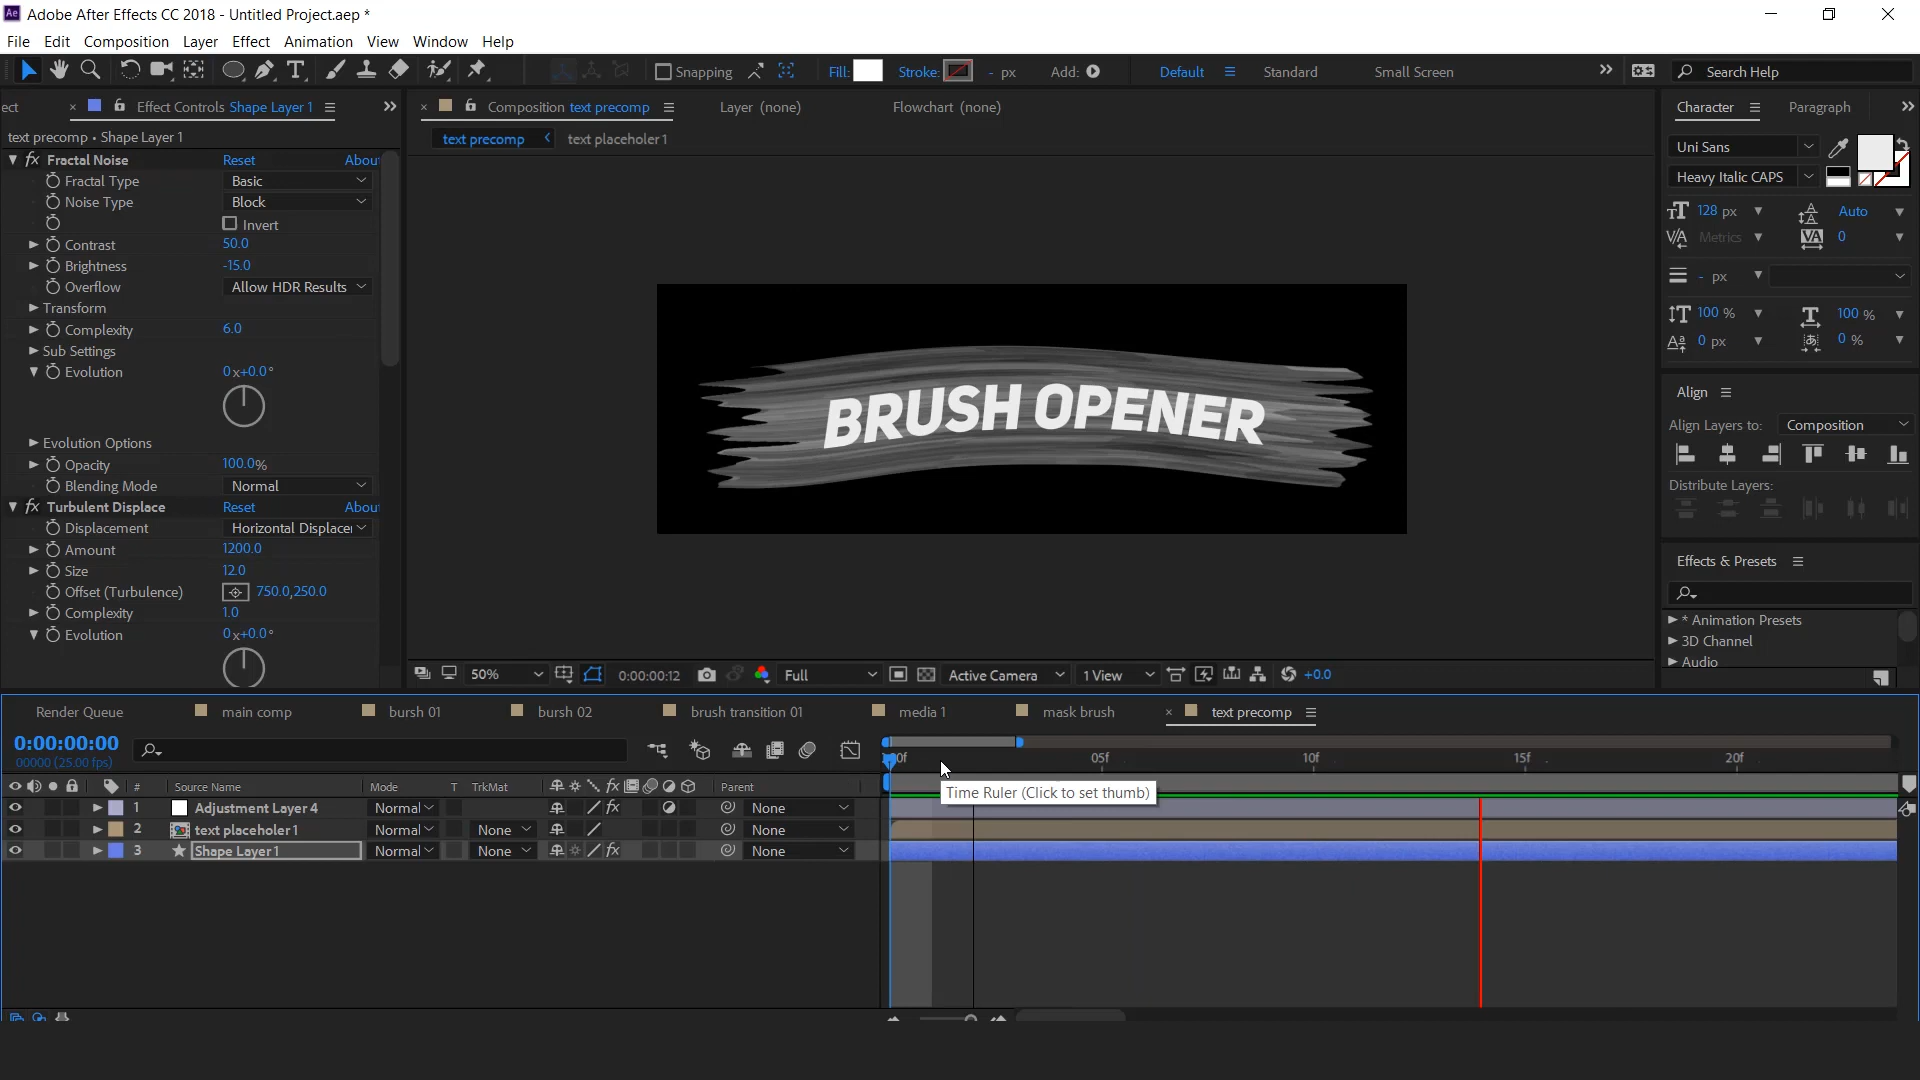 Adobe After Effects CC 2018 - Untitled Project.aep *
File Edit Composition Layer Effect Animation View Window Help
Snapping Fill: Stroke: - px Add: Default Standard Small Screen Search Help
ect × Effect Controls Shape Layer 1
text precomp • Shape Layer 1
Fractal Noise Reset Abou
Fractal Type Basic
Noise Type Block
Invert
Contrast 50.0
Brightness -15.0
Overflow Allow HDR Results
Transform
Complexity 6.0
Sub Settings
Evolution 0x+0.0°
Evolution Options
Opacity 100.0%
Blending Mode Normal
Turbulent Displace Reset Abou
Displacement Horizontal Displace
Amount 1200.0
Size 12.0
Offset (Turbulence) 750.0,250.0
Complexity 1.0
Evolution 0x+0.0°
× Composition text precomp Layer (none) Flowchart (none)
text precomp text placeholer 1
BRUSH OPENER
50% 0:00:00:12 Full Active Camera 1 View +0.0
Character Paragraph
Uni Sans
Heavy Italic CAPS
128 px Auto
Metrics 0
- px
100 % 100 %
0 px 0 %
Align
Align Layers to: Composition
Distribute Layers:
Effects & Presets
* Animation Presets
3D Channel
Audio
Render Queue main comp bursh 01 bursh 02 brush transition 01 media 1 mask brush × text precomp
0:00:00:00
00000 (25.00 fps)
00f 05f 10f 15f 20f
# Source Name Mode T TrkMat fx Parent
Time Ruler (Click to set thumb)
1 Adjustment Layer 4 Normal fx None
2 text placeholer 1 Normal None None
3 Shape Layer 1 Normal None fx None